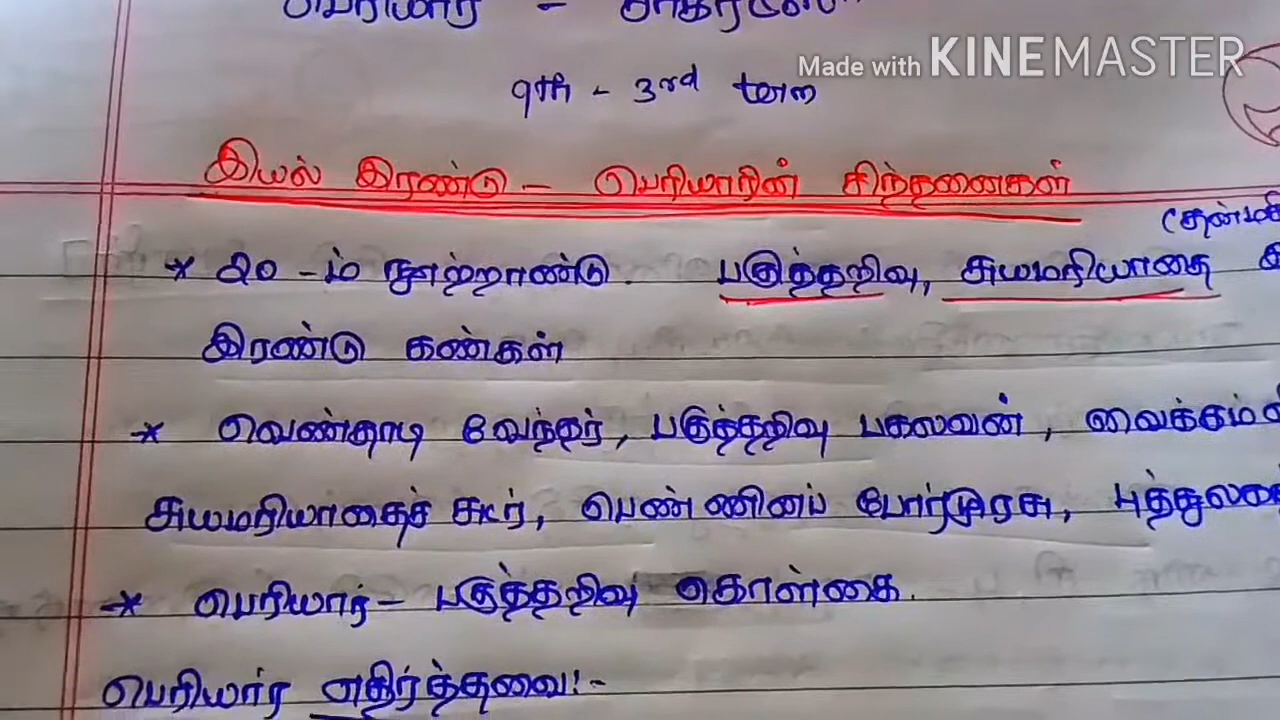 பெரியார் -
Made with KINEMASTER
9th - 3rd term
இயல் இரண்டு - பெரியாரின் சிந்தனைகள்
* 20 -ம் நூற்றாண்டு. பகுத்தறிவு, சுயமரியாதை
இரண்டு கண்கள்
* வெண்தாடி வேந்தர், பகுத்தறிவு பகலவன், வைக்கம்
சுயமரியாதைச் சுடர், பெண்ணினப் போர்முரசு,
* பெரியார் - பகுத்தறிவு கொள்கை.
பெரியார் எதிர்த்தவை:-